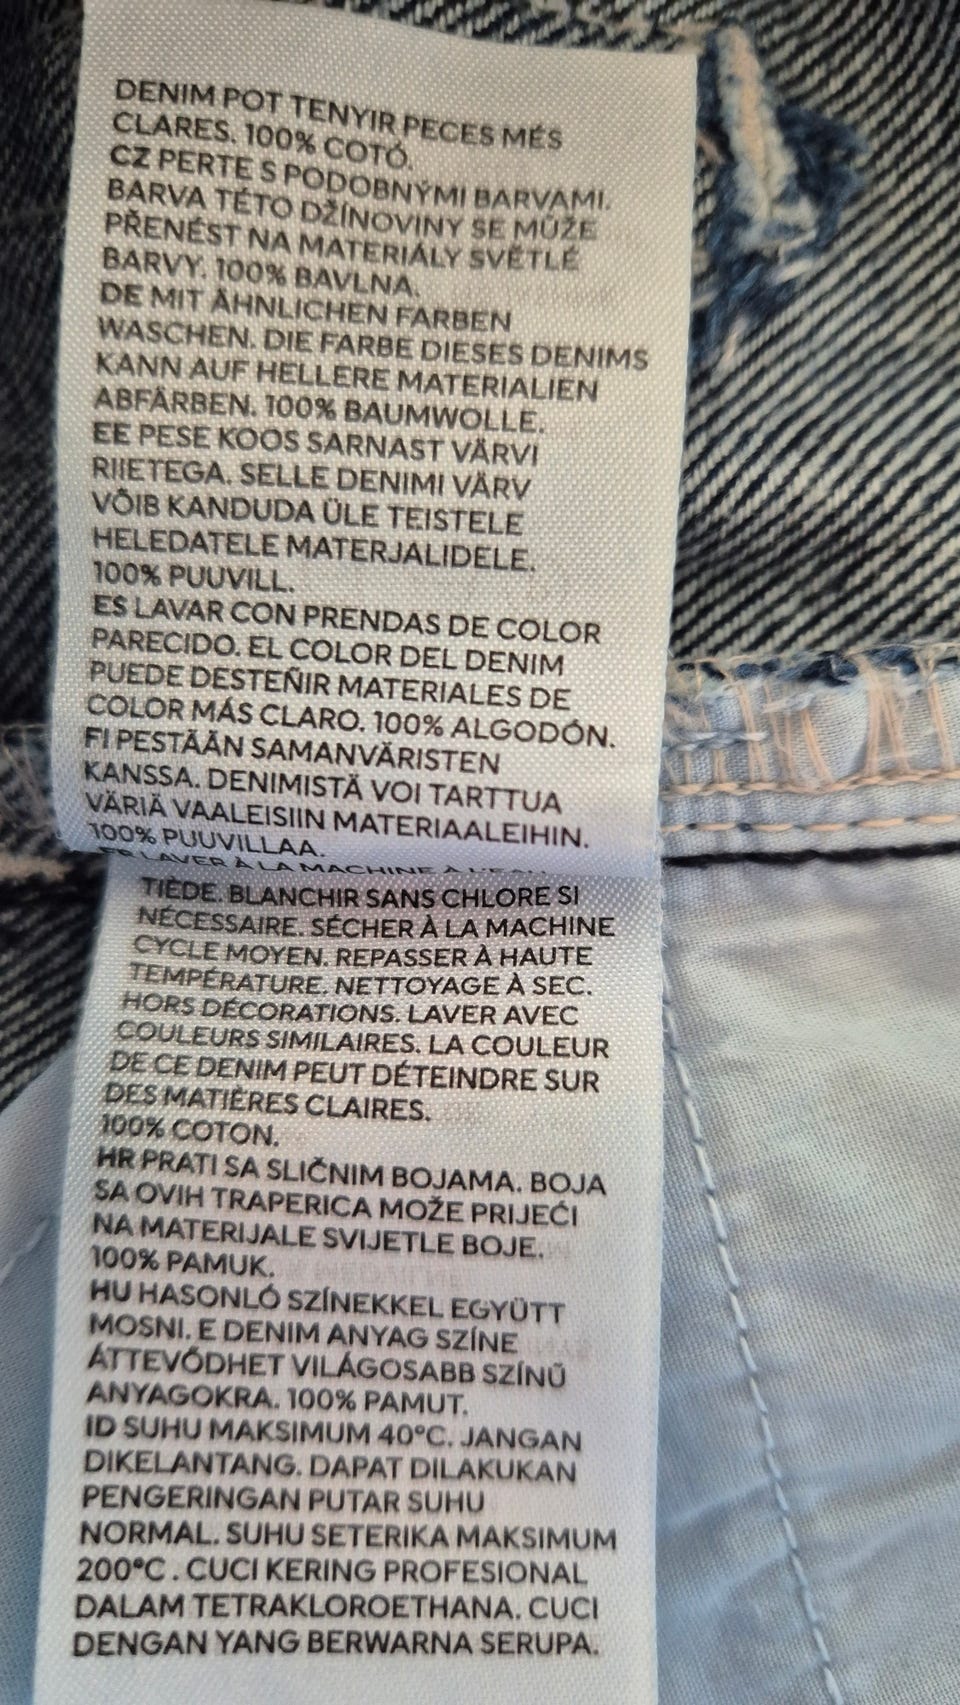 DENIM POT TENYIR PECES MÉS
CLARES. 100% COTÓ.
CZ PERTE S PODOBNÝMI BARVAMI.
BARVA TÉTO DŽÍNOVINY SE MŮŽE
PŘENÉST NA MATERIÁLY SVĚTLÉ
BARVY. 100% BAVLNA.
DE MIT ÄHNLICHEN FARBEN
WASCHEN. DIE FARBE DIESES DENIMS
KANN AUF HELLERE MATERIALIEN
ABFÄRBEN. 100% BAUMWOLLE.
EE PESE KOOS SARNAST VÄRVI
RIIETEGA. SELLE DENIMI VÄRV
VÕIB KANDUDA ÜLE TEISTELE
HELEDATELE MATERJALIDELE.
100% PUUVILL.
ES LAVAR CON PRENDAS DE COLOR
PARECIDO. EL COLOR DEL DENIM
PUEDE DESTEÑIR MATERIALES DE
COLOR MÁS CLARO. 100% ALGODÓN.
FI PESTÄÄN SAMANVÄRISTEN
KANSSA. DENIMISTÄ VOI TARTTUA
VÄRIÄ VAALEISIIN MATERIAALEIHIN.
100% PUUVILLAA.
FR LAVER À LA MACHINE À L'EAU
TIÈDE. BLANCHIR SANS CHLORE SI
NÉCESSAIRE. SÉCHER À LA MACHINE
CYCLE MOYEN. REPASSER À HAUTE
TEMPÉRATURE. NETTOYAGE À SEC.
HORS DÉCORATIONS. LAVER AVEC
COULEURS SIMILAIRES. LA COULEUR
DE CE DENIM PEUT DÉTEINDRE SUR
DES MATIÈRES CLAIRES.
100% COTON.
HR PRATI SA SLIČNIM BOJAMA. BOJA
SA OVIH TRAPERICA MOŽE PRIJEĆI
NA MATERIJALE SVIJETLE BOJE.
100% PAMUK.
HU HASONLÓ SZÍNEKKEL EGYÜTT
MOSNI. E DENIM ANYAG SZÍNE
ÁTTEVŐDHET VILÁGOSABB SZÍNŰ
ANYAGOKRA. 100% PAMUT.
ID SUHU MAKSIMUM 40°C. JANGAN
DIKELANTANG. DAPAT DILAKUKAN
PENGERINGAN PUTAR SUHU
NORMAL. SUHU SETERIKA MAKSIMUM
200°C . CUCI KERING PROFESIONAL
DALAM TETRAKLOROETHANA. CUCI
DENGAN YANG BERWARNA SERUPA.